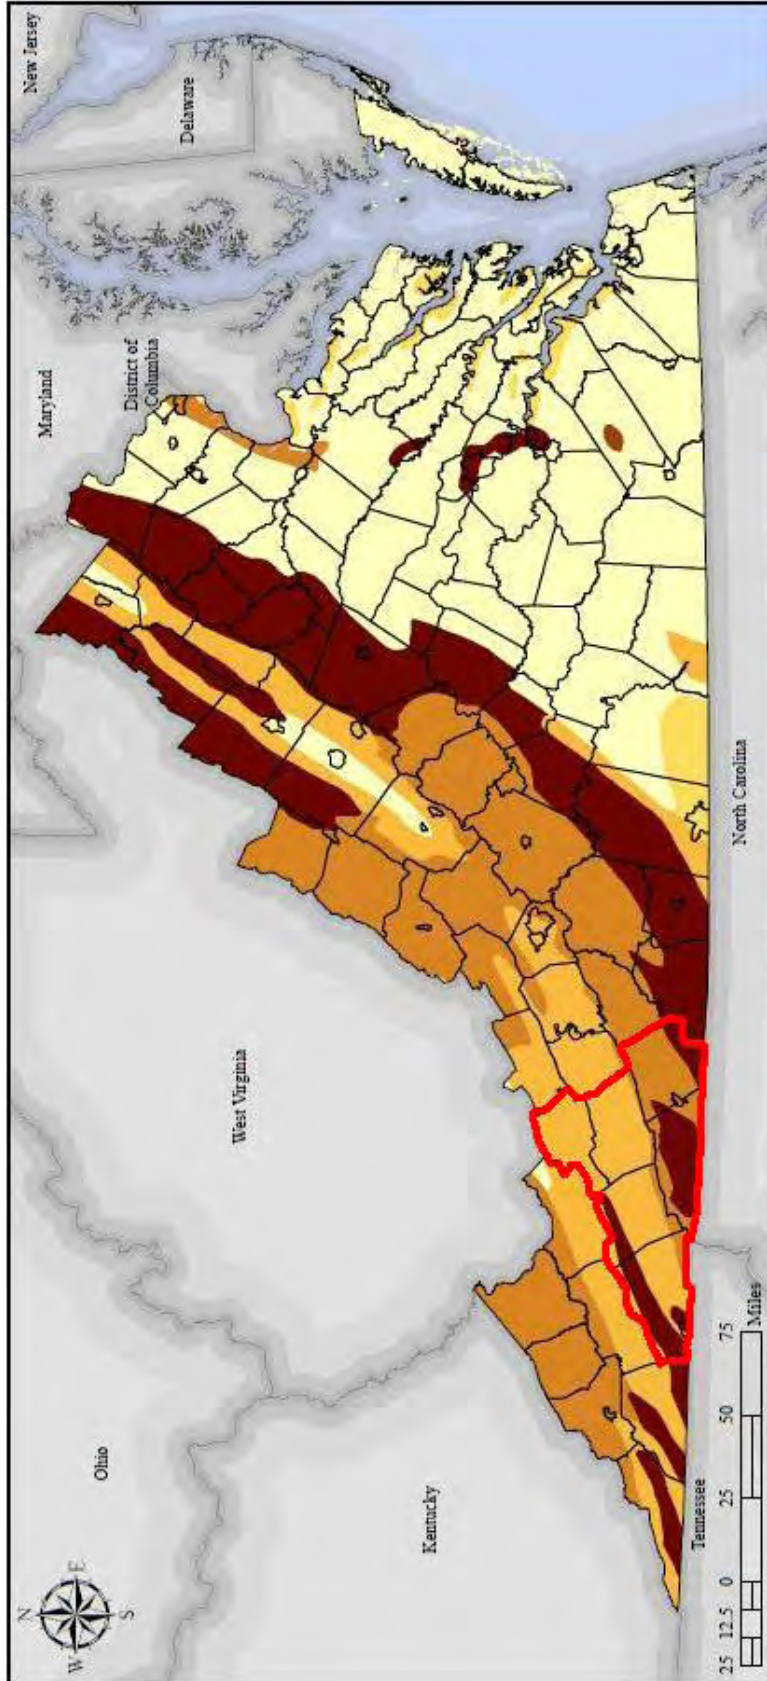 New Jersey
Delaware
Maryland
District of
Columbia
Ohio
West Virginia
Kentucky
North Carolina
Tennessee
N
W
E
S
25 12.5 0 25 50 75
Miles